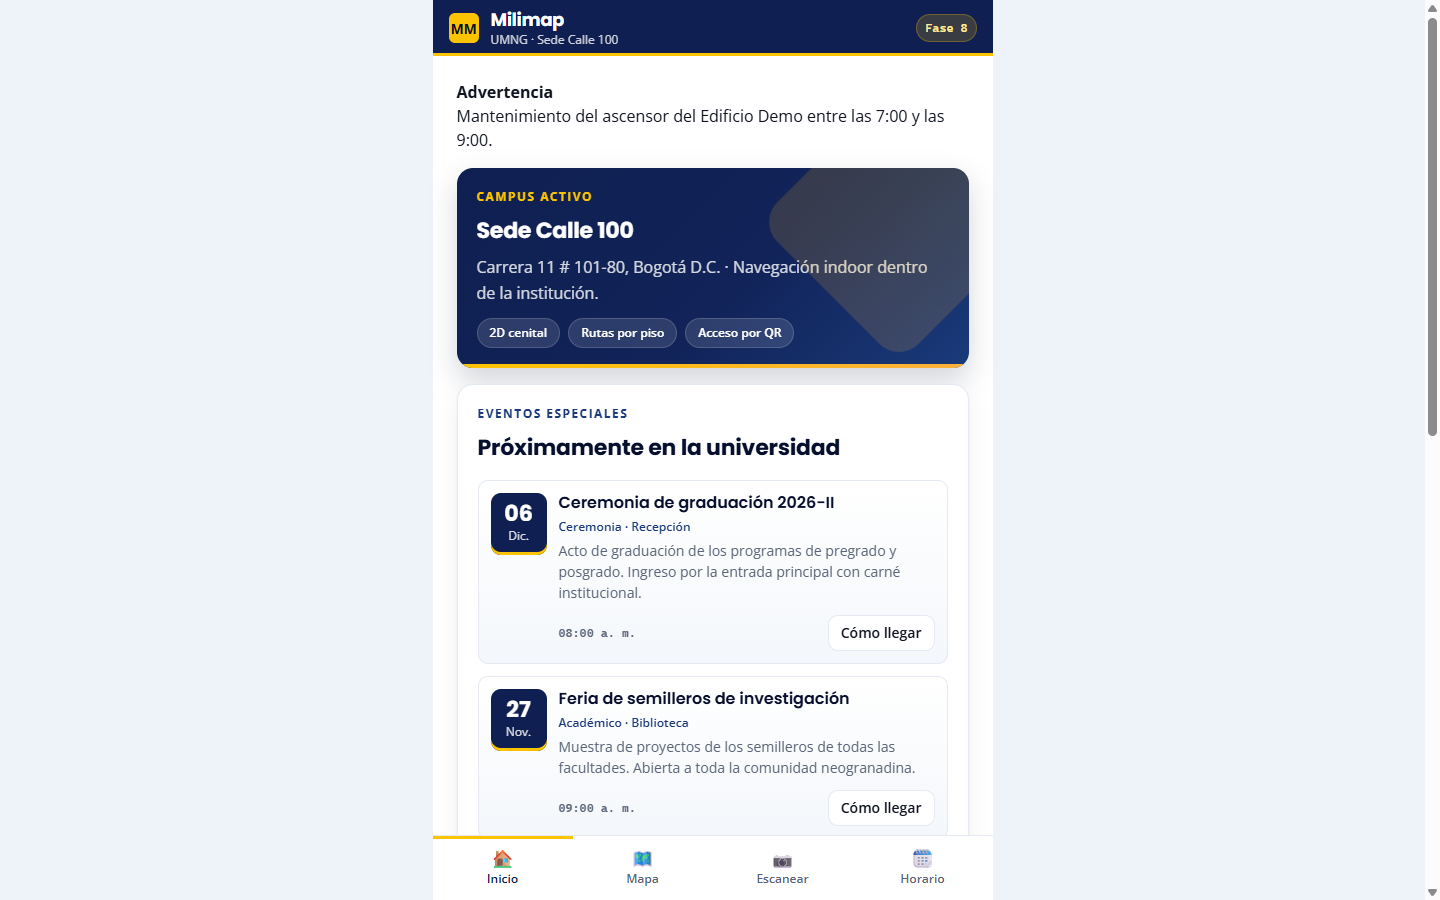 MM
Milimap
UMNG · Sede Calle 100
Fase 8
Advertencia
Mantenimiento del ascensor del Edificio Demo entre las 7:00 y las
9:00.
CAMPUS ACTIVO
Sede Calle 100
Carrera 11 # 101-80, Bogotá D.C. · Navegación indoor dentro
de la institución.
2D cenital
Rutas por piso
Acceso por QR
EVENTOS ESPECIALES
Próximamente en la universidad
06
Dic.
Ceremonia de graduación 2026-II
Ceremonia · Recepción
Acto de graduación de los programas de pregrado y
posgrado. Ingreso por la entrada principal con carné
institucional.
08:00 a. m.
Cómo llegar
27
Nov.
Feria de semilleros de investigación
Académico · Biblioteca
Muestra de proyectos de los semilleros de todas las
facultades. Abierta a toda la comunidad neogranadina.
09:00 a. m.
Cómo llegar
Inicio
Mapa
Escanear
Horario